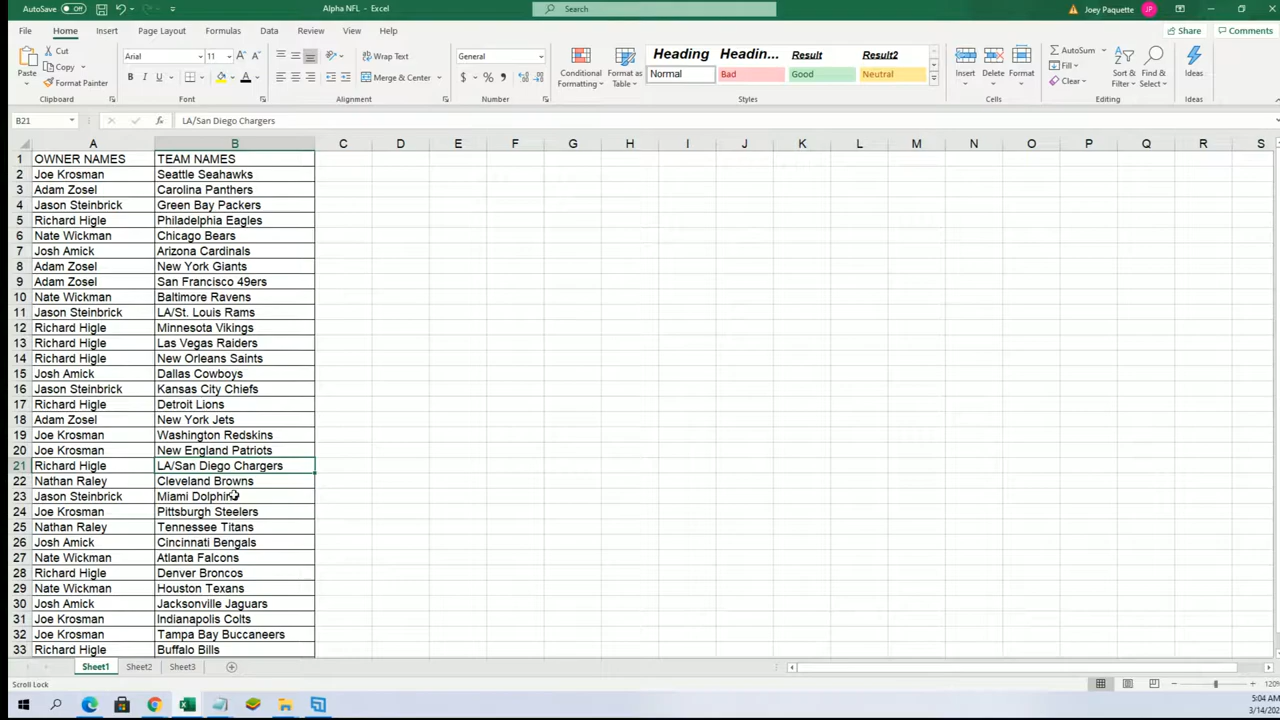 AutoSave Off Alpha NFL - Excel Search Joey Paquette JP
File Home Insert Page Layout Formulas Data Review View Help Share Comments
Paste Cut Copy Format Painter Clipboard
Arial 11 B I U A Font
Wrap Text Merge & Center Alignment
General $ % , Number
Conditional Formatting Format as Table Heading Headin... Result Result2
Normal Bad Good Neutral Styles
Insert Delete Format Cells
AutoSum Fill Clear Sort & Filter Find & Select Editing
Ideas Ideas
B21 fx LA/San Diego Chargers
A B C D E F G H I J K L M N O P Q R S
1 OWNER NAMES TEAM NAMES
2 Joe Krosman Seattle Seahawks
3 Adam Zosel Carolina Panthers
4 Jason Steinbrick Green Bay Packers
5 Richard Higle Philadelphia Eagles
6 Nate Wickman Chicago Bears
7 Josh Amick Arizona Cardinals
8 Adam Zosel New York Giants
9 Adam Zosel San Francisco 49ers
10 Nate Wickman Baltimore Ravens
11 Jason Steinbrick LA/St. Louis Rams
12 Richard Higle Minnesota Vikings
13 Richard Higle Las Vegas Raiders
14 Richard Higle New Orleans Saints
15 Josh Amick Dallas Cowboys
16 Jason Steinbrick Kansas City Chiefs
17 Richard Higle Detroit Lions
18 Adam Zosel New York Jets
19 Joe Krosman Washington Redskins
20 Joe Krosman New England Patriots
21 Richard Higle LA/San Diego Chargers
22 Nathan Raley Cleveland Browns
23 Jason Steinbrick Miami Dolphins
24 Joe Krosman Pittsburgh Steelers
25 Nathan Raley Tennessee Titans
26 Josh Amick Cincinnati Bengals
27 Nate Wickman Atlanta Falcons
28 Richard Higle Denver Broncos
29 Nate Wickman Houston Texans
30 Josh Amick Jacksonville Jaguars
31 Joe Krosman Indianapolis Colts
32 Joe Krosman Tampa Bay Buccaneers
33 Richard Higle Buffalo Bills
Sheet1 Sheet2 Sheet3
Scroll Lock 120%
5:04 AM
3/14/202